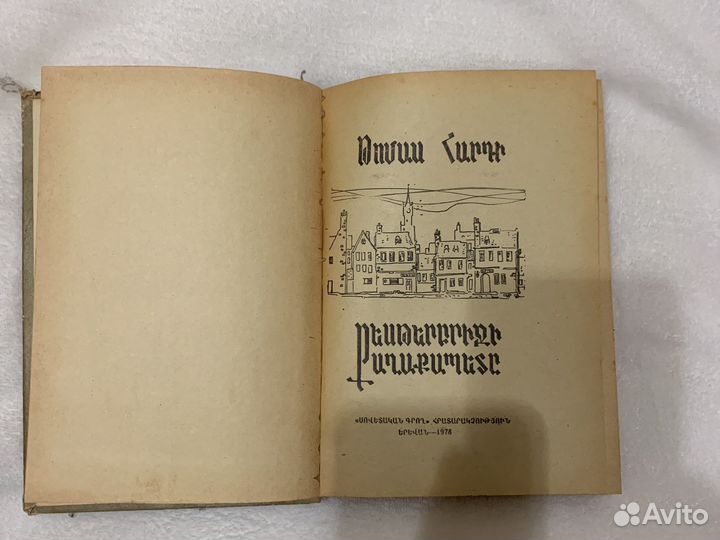 Թոմաս Հարդի
Քեսթերբրիջի
Քաղաքապետը
«ՍՈՎԵՏԱԿԱՆ ԳՐՈՂ» ՀՐԱՏԱՐԱԿՉՈՒԹՅՈՒՆ
ԵՐԵՎԱՆ—1978
Avito